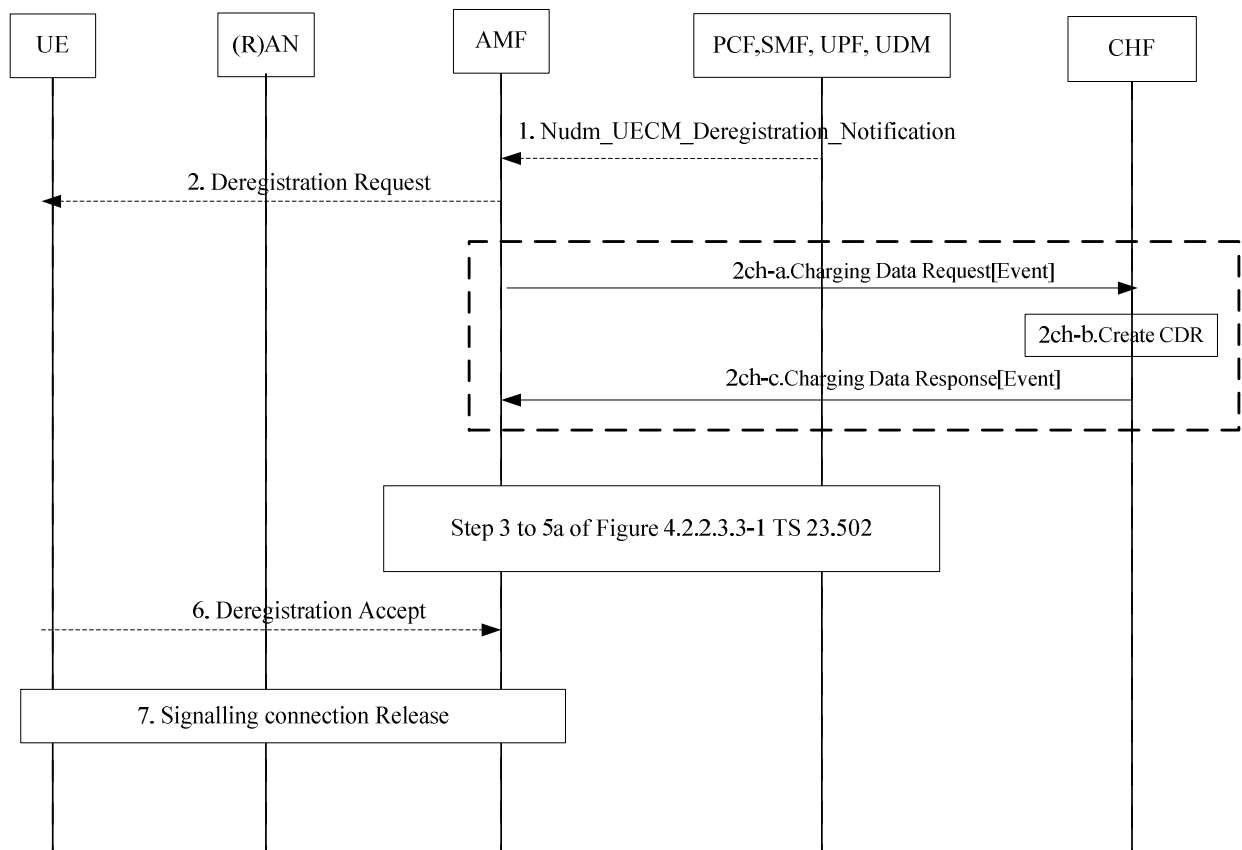 UE
(R)AN
AMF
PCF,SMF, UPF, UDM
CHF
1. Nudm_UECM_Deregistration_Notification
2. Deregistration Request
2ch-a.Charging Data Request[Event]
2ch-b.Create CDR
2ch-c.Charging Data Response[Event]
Step 3 to 5a of Figure 4.2.2.3.3-1 TS 23.502
6. Deregistration Accept
7. Signalling connection Release